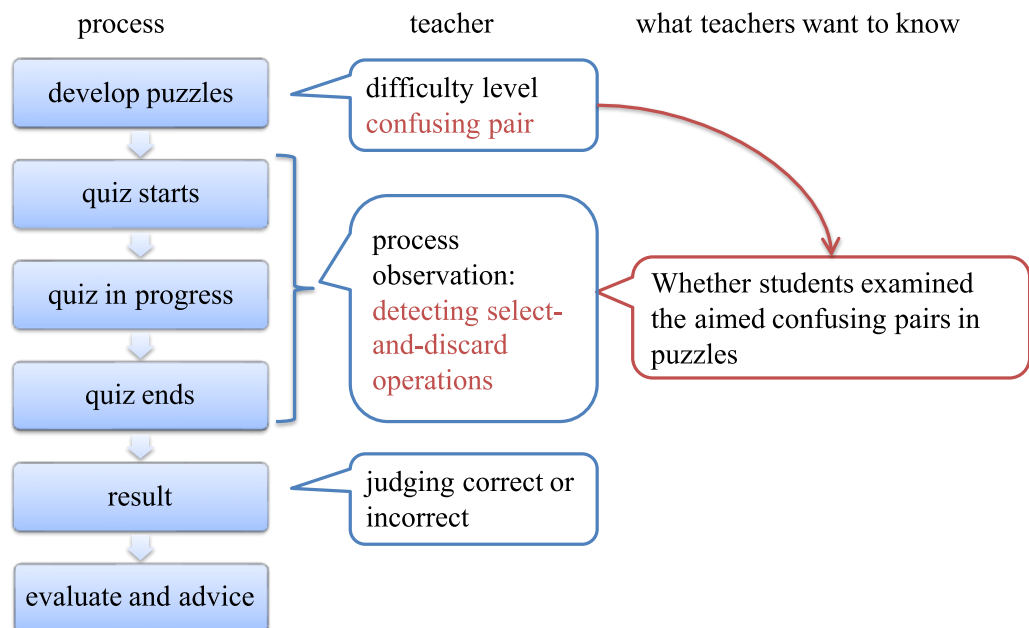 process
teacher
what teachers want to know
develop puzzles
difficulty level
confusing pair
quiz starts
quiz in progress
quiz ends
process
observation:
detecting select-
and-discard
operations
Whether students examined
the aimed confusing pairs in
puzzles
result
judging correct or
incorrect
evaluate and advice